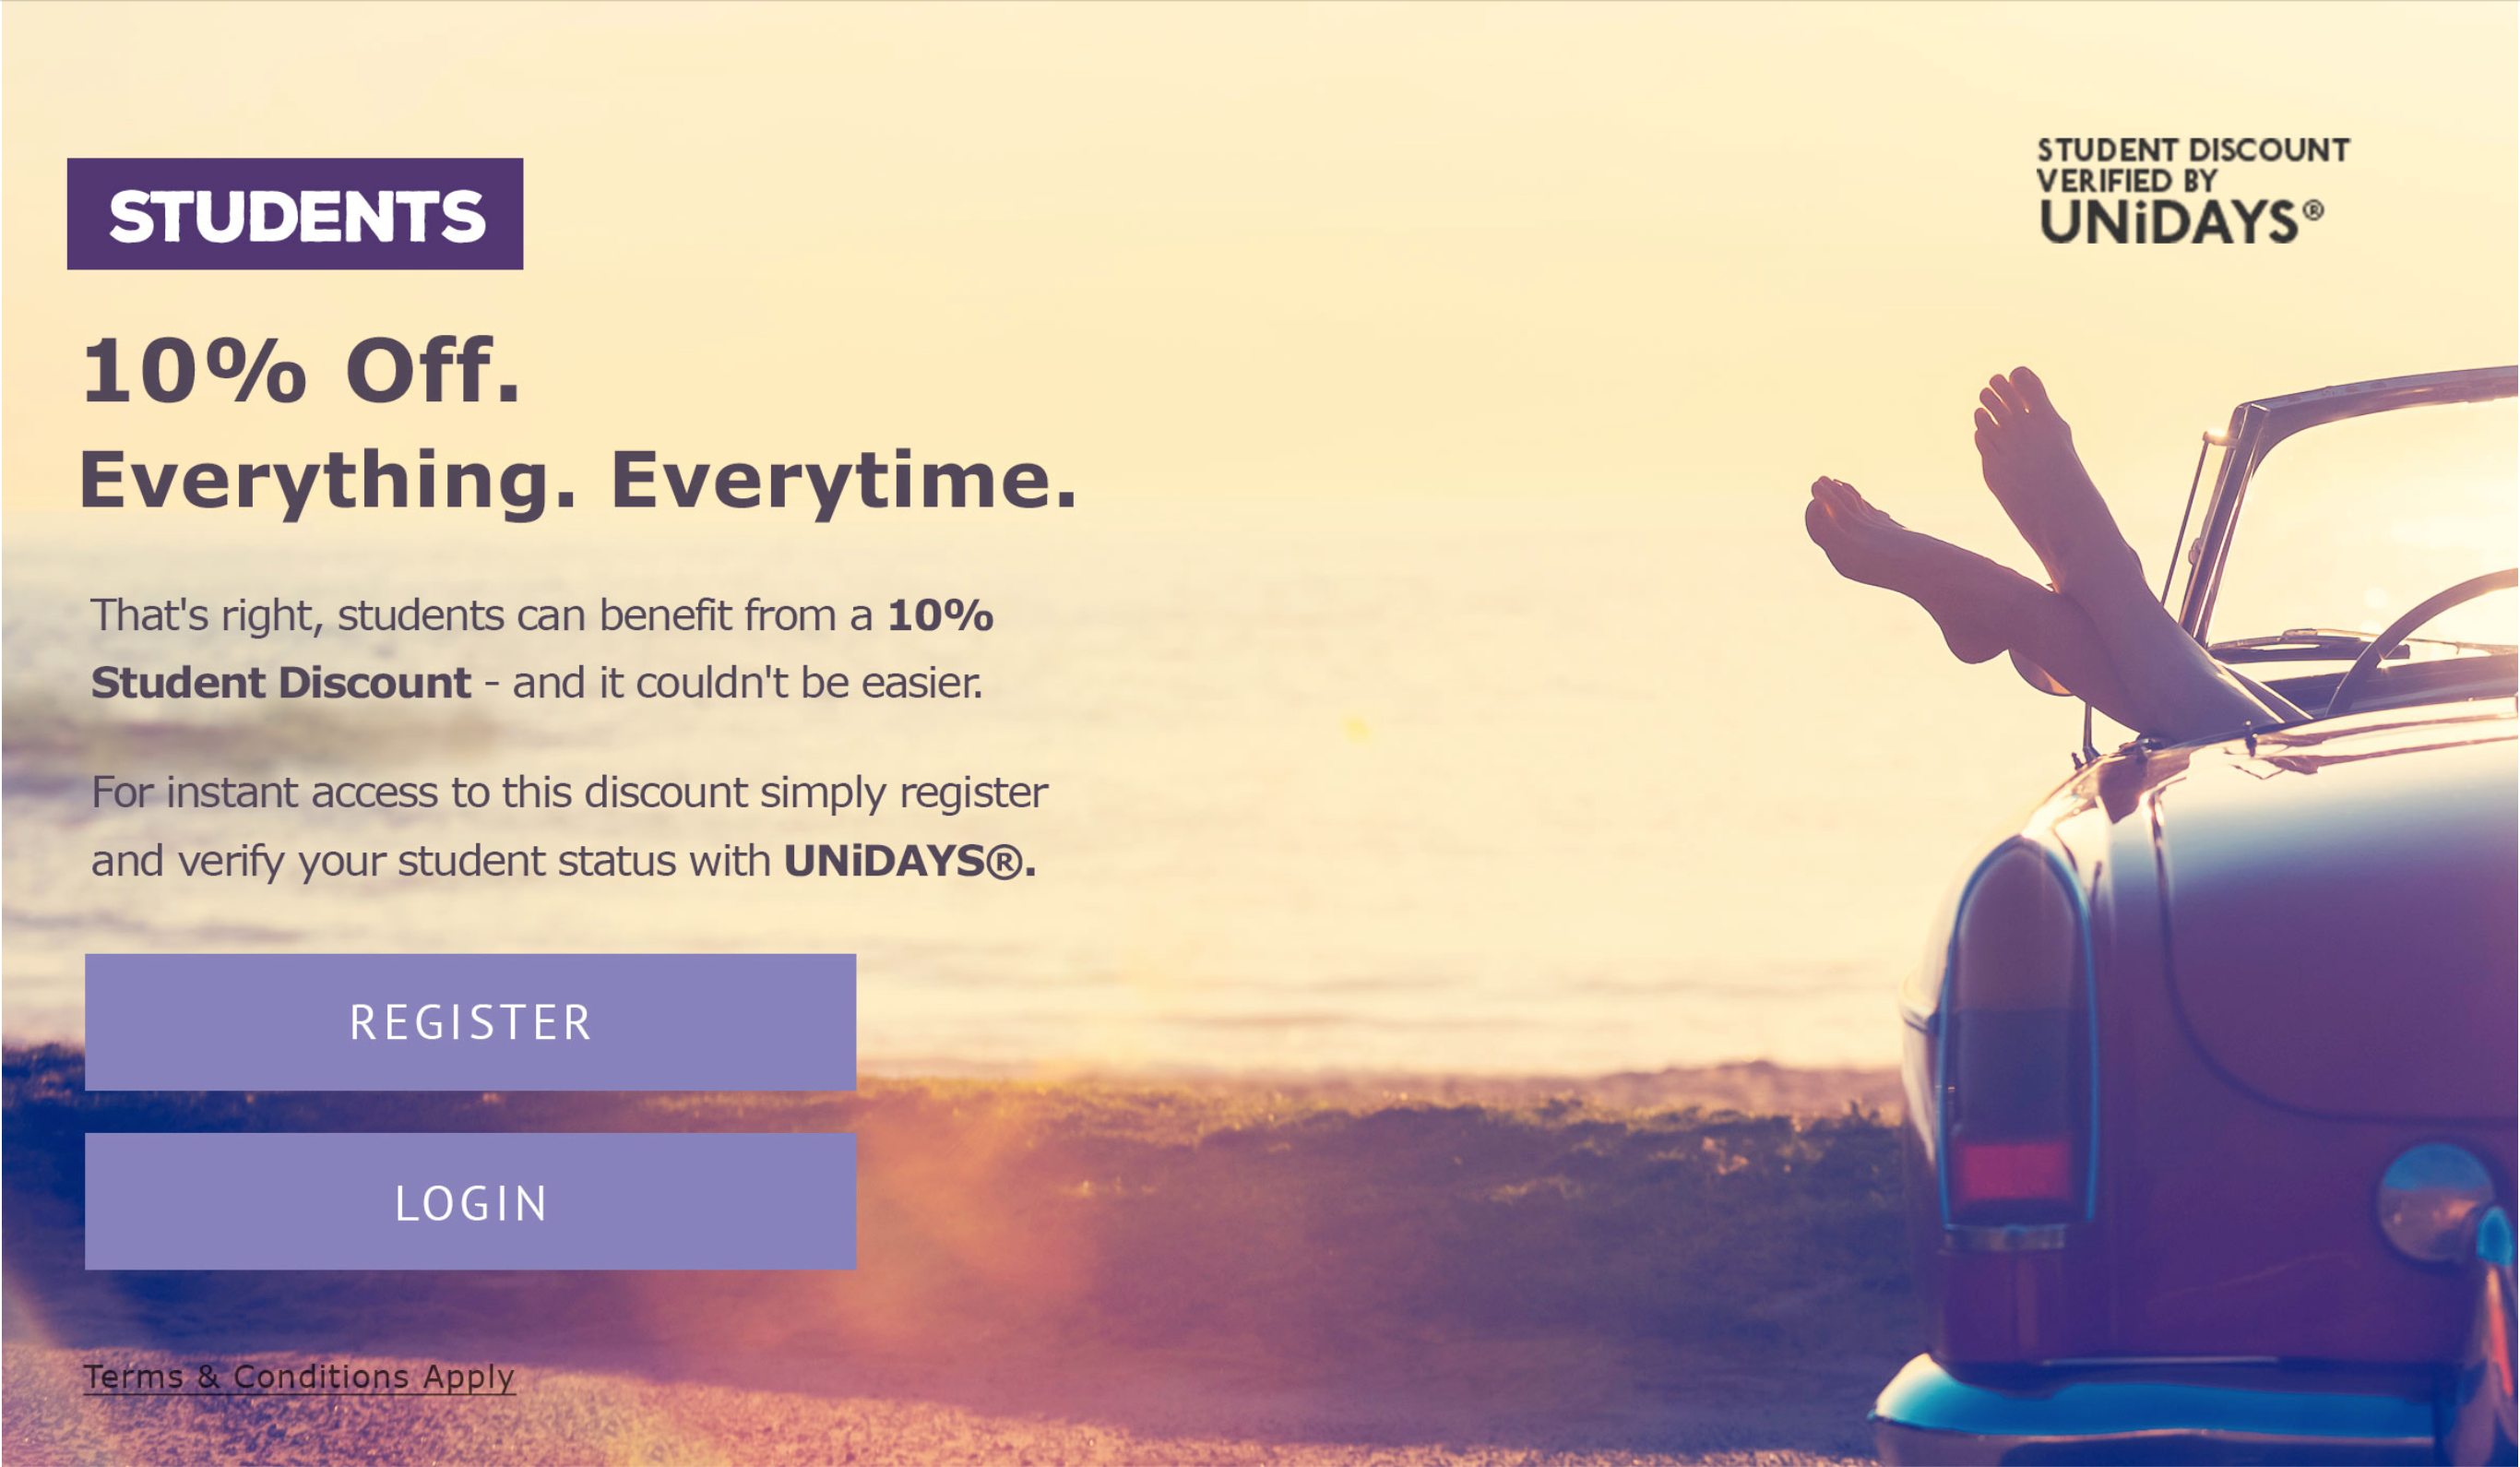 STUDENTS
STUDENT DISCOUNT
VERIFIED BY
UNiDAYS®
10% Off.
Everything. Everytime.
That's right, students can benefit from a 10%
Student Discount - and it couldn't be easier.
For instant access to this discount simply register
and verify your student status with UNiDAYS®.
REGISTER
LOGIN
Terms & Conditions Apply